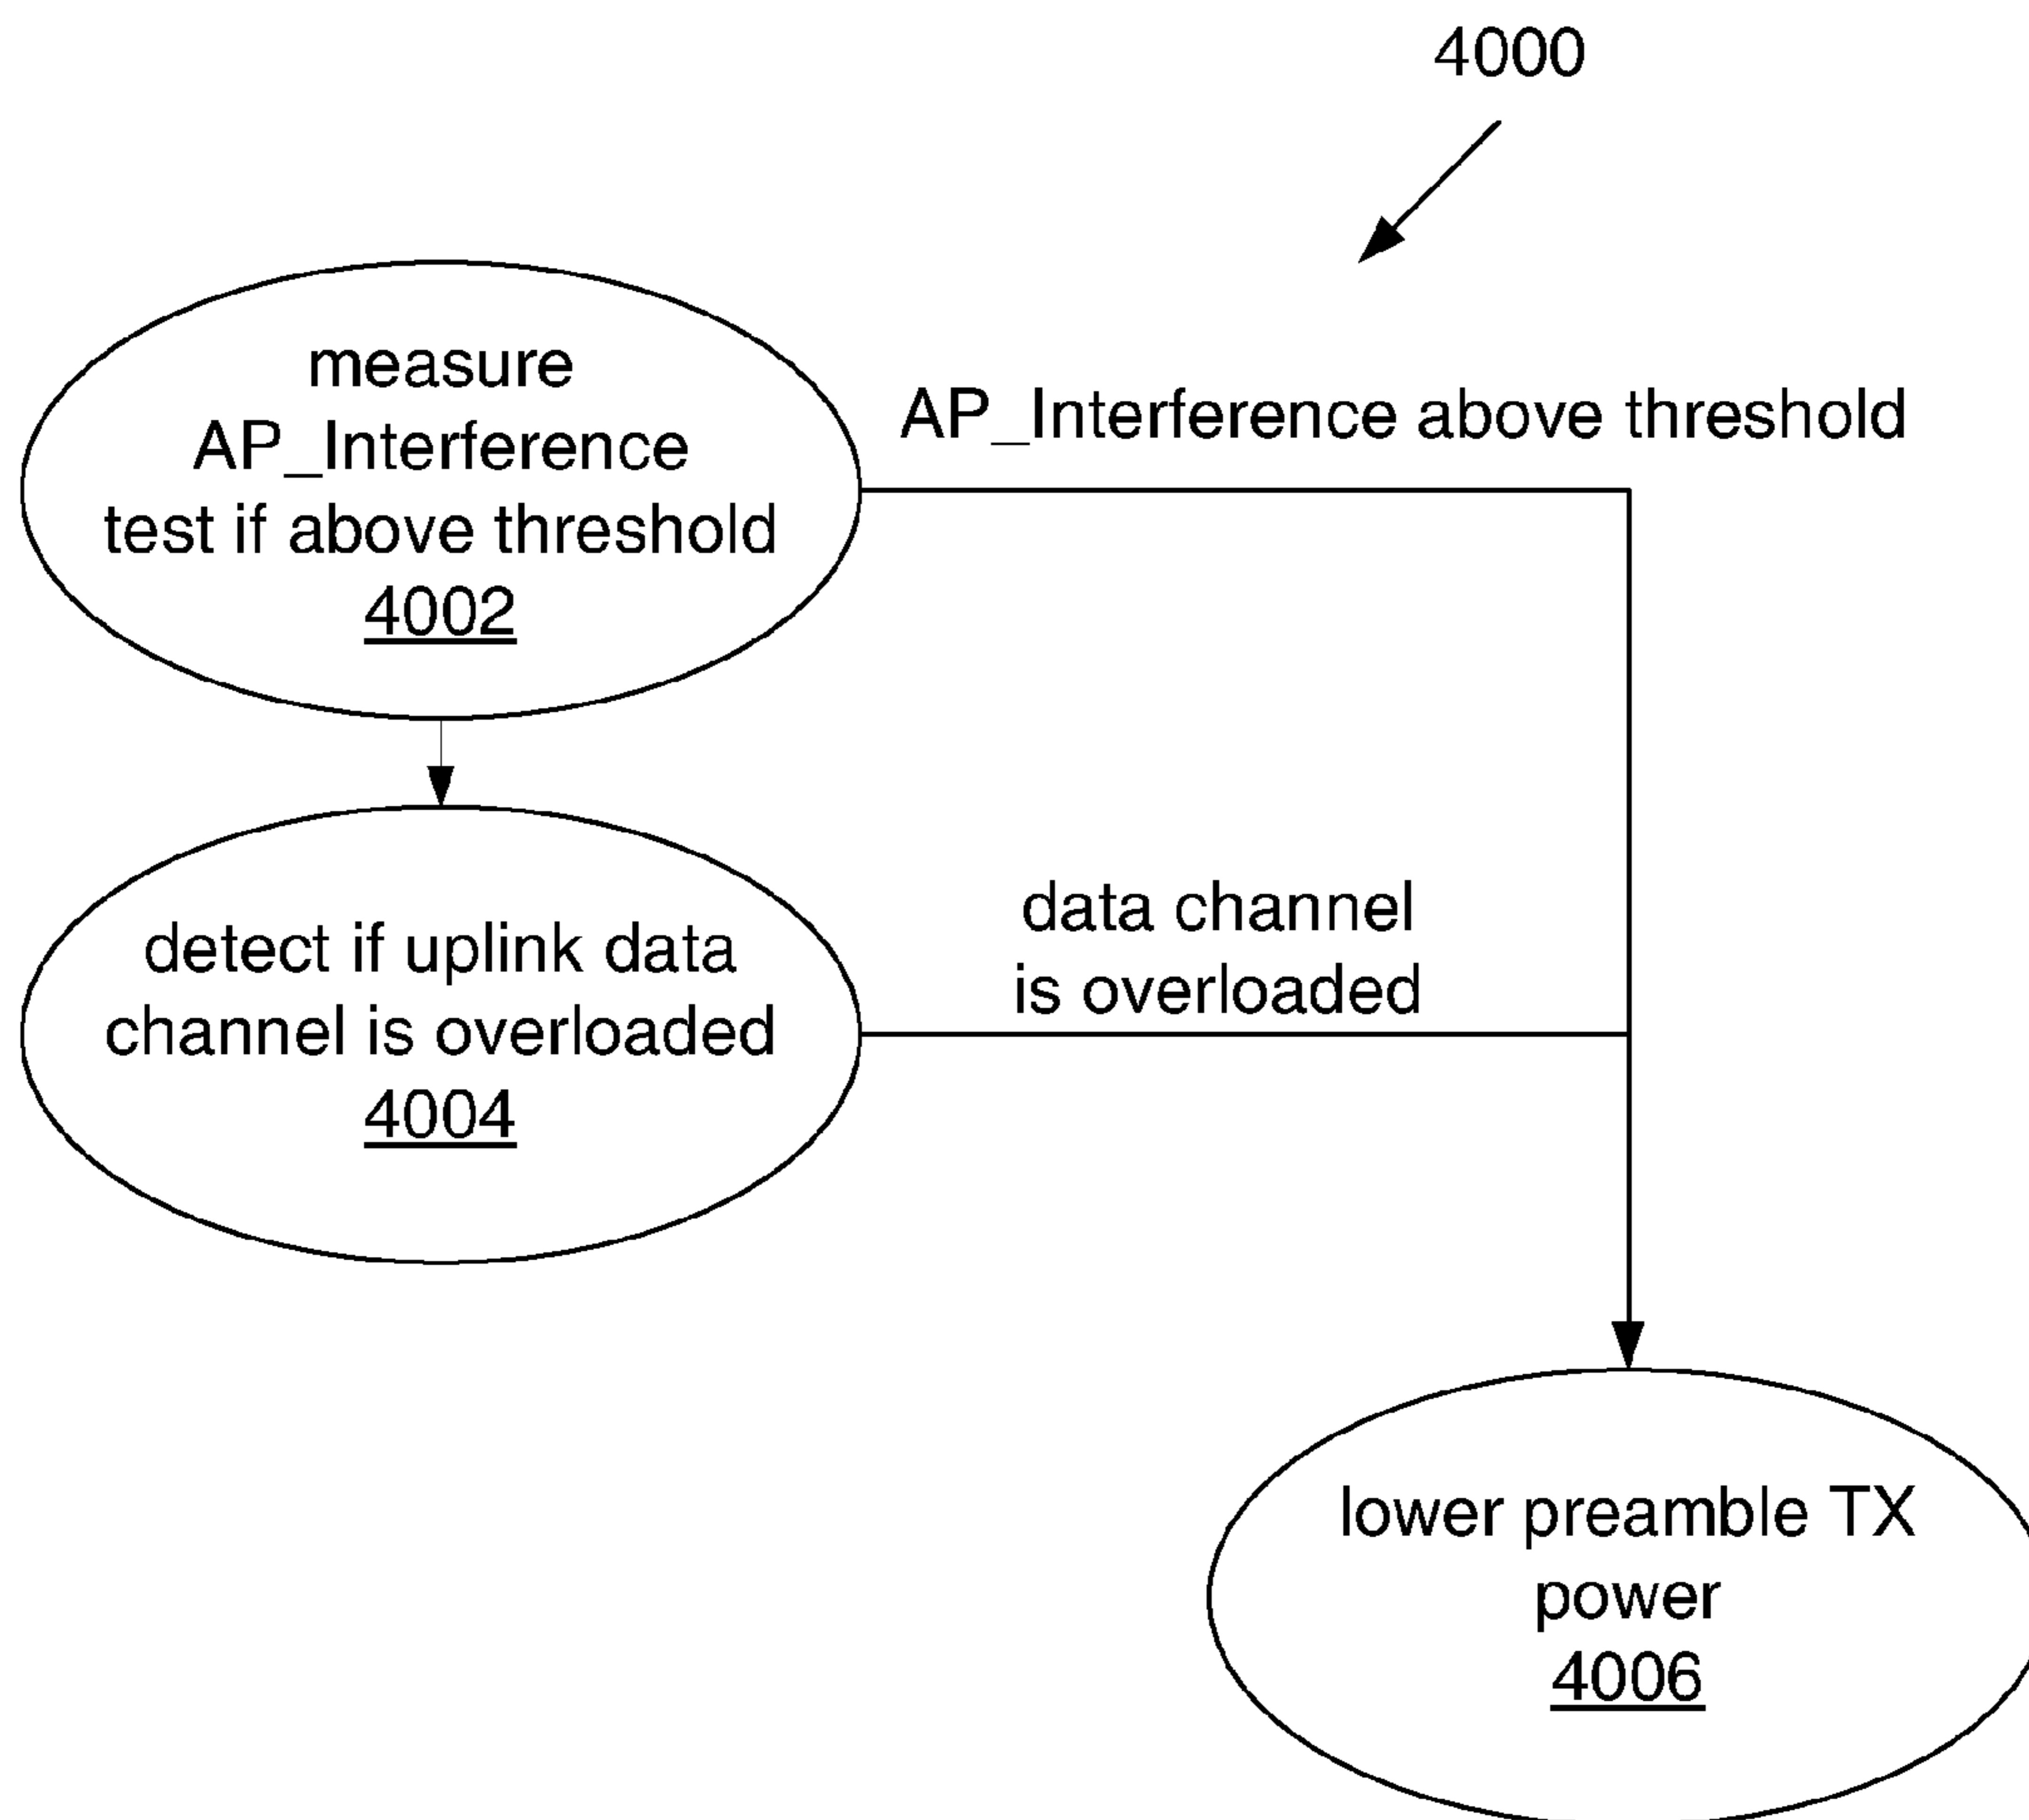 4000
measure
AP_Interference
test if above threshold
4002
AP_Interference above threshold
detect if uplink data
channel is overloaded
4004
data channel
is overloaded
lower preamble TX
power
4006